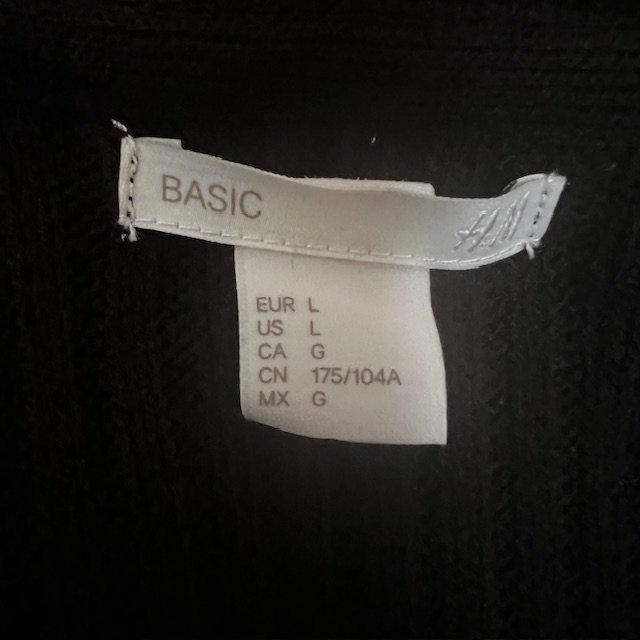 BASIC H&M
EUR L
US L
CA G
CN 175/104A
MX G